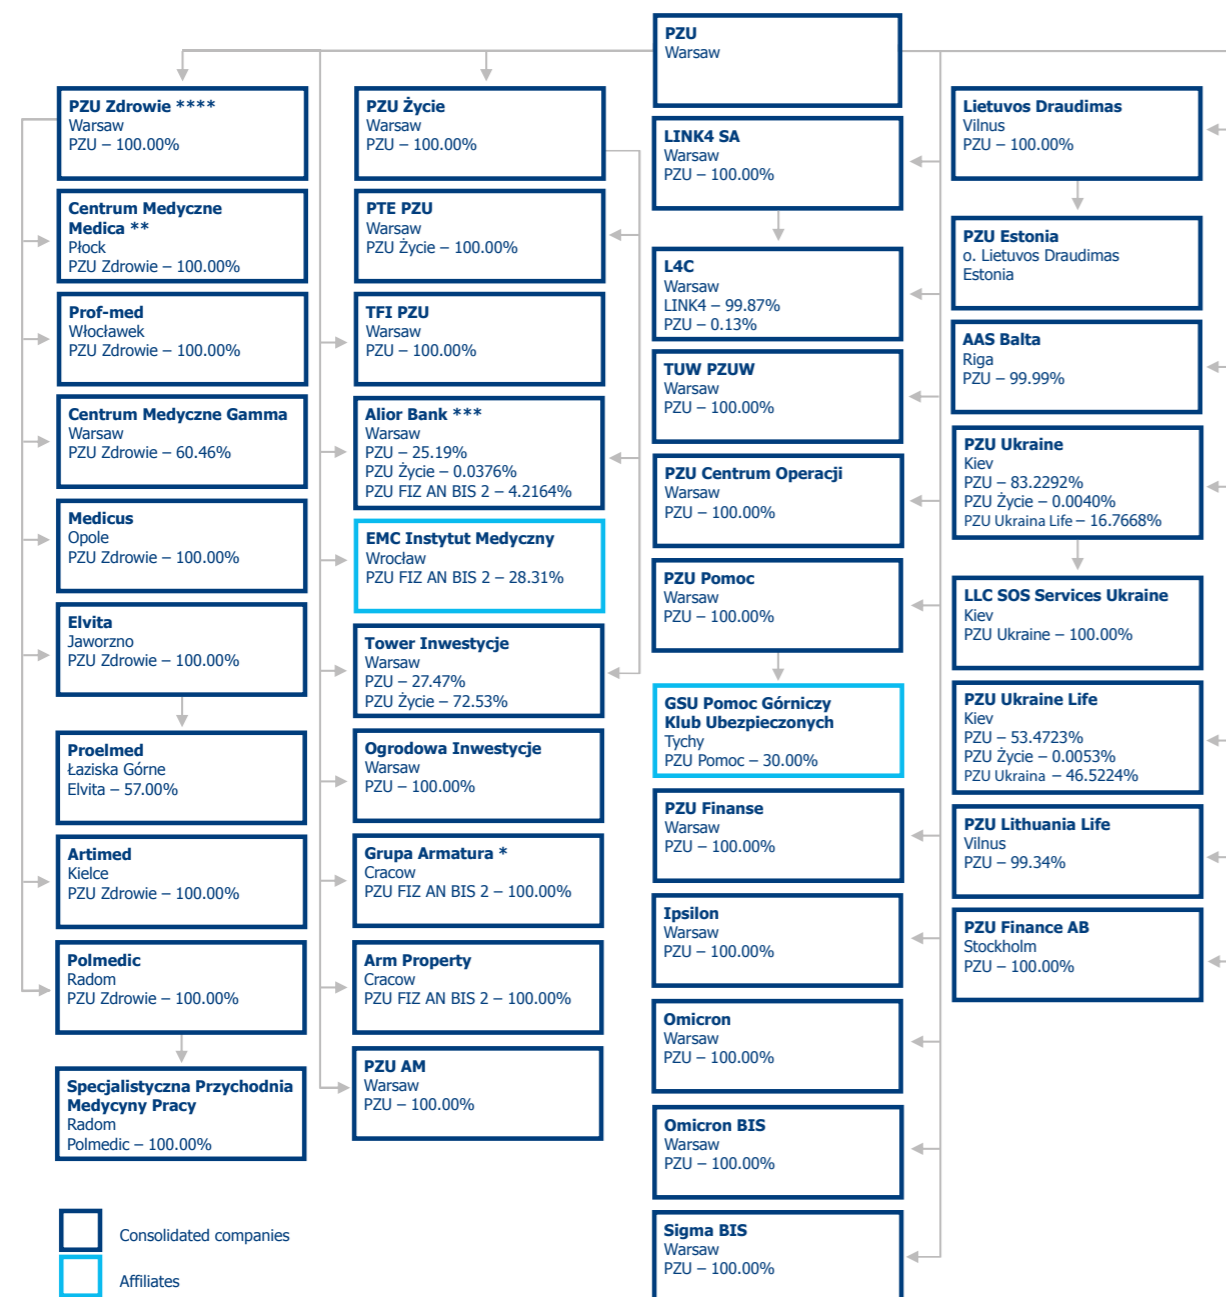 PZU
Warsaw
PZU Zdrowie ****
Warsaw
PZU – 100.00%
Centrum Medyczne
Medica **
Płock
PZU Zdrowie – 100.00%
Prof-med
Włocławek
PZU Zdrowie – 100.00%
Centrum Medyczne Gamma
Warsaw
PZU Zdrowie – 60.46%
Medicus
Opole
PZU Zdrowie – 100.00%
Elvita
Jaworzno
PZU Zdrowie – 100.00%
Proelmed
Łaziska Górne
Elvita – 57.00%
Artimed
Kielce
PZU Zdrowie – 100.00%
Polmedic
Radom
PZU Zdrowie – 100.00%
Specjalistyczna Przychodnia
Medycyny Pracy
Radom
Polmedic – 100.00%
PZU Życie
Warsaw
PZU – 100.00%
PTE PZU
Warsaw
PZU Życie – 100.00%
TFI PZU
Warsaw
PZU – 100.00%
Alior Bank ***
Warsaw
PZU – 25.19%
PZU Życie – 0.0376%
PZU FIZ AN BIS 2 – 4.2164%
EMC Instytut Medyczny
Wrocław
PZU FIZ AN BIS 2 – 28.31%
Tower Inwestycje
Warsaw
PZU – 27.47%
PZU Życie – 72.53%
Ogrodowa Inwestycje
Warsaw
PZU – 100.00%
Grupa Armatura *
Cracow
PZU FIZ AN BIS 2 – 100.00%
Arm Property
Cracow
PZU FIZ AN BIS 2 – 100.00%
PZU AM
Warsaw
PZU – 100.00%
LINK4 SA
Warsaw
PZU – 100.00%
L4C
Warsaw
LINK4 – 99.87%
PZU – 0.13%
TUW PZUW
Warsaw
PZU – 100.00%
PZU Centrum Operacji
Warsaw
PZU – 100.00%
PZU Pomoc
Warsaw
PZU – 100.00%
GSU Pomoc Górniczy
Klub Ubezpieczonych
Tychy
PZU Pomoc – 30.00%
PZU Finanse
Warsaw
PZU – 100.00%
Ipsilon
Warsaw
PZU – 100.00%
Omicron
Warsaw
PZU – 100.00%
Omicron BIS
Warsaw
PZU – 100.00%
Sigma BIS
Warsaw
PZU – 100.00%
Lietuvos Draudimas
Vilnus
PZU – 100.00%
PZU Estonia
o. Lietuvos Draudimas
Estonia
AAS Balta
Riga
PZU – 99.99%
PZU Ukraine
Kiev
PZU – 83.2292%
PZU Życie – 0.0040%
PZU Ukraina Life – 16.7668%
LLC SOS Services Ukraine
Kiev
PZU Ukraine – 100.00%
PZU Ukraine Life
Kiev
PZU – 53.4723%
PZU Życie – 0.0053%
PZU Ukraina – 46.5224%
PZU Lithuania Life
Vilnus
PZU – 99.34%
PZU Finance AB
Stockholm
PZU – 100.00%
Consolidated companies
Affiliates